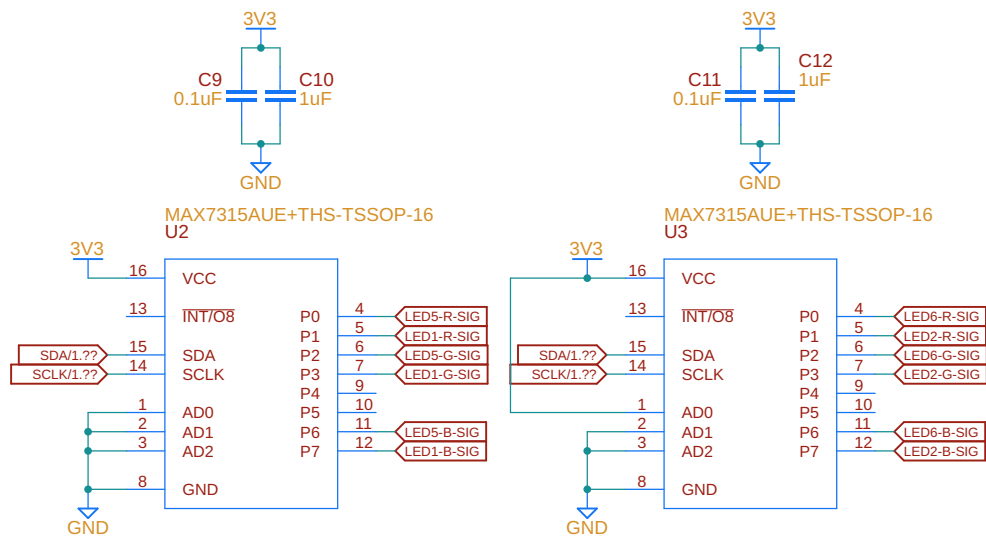 3V3
C9
0.1uF
C10
1uF
GND
3V3
C11
0.1uF
C12
1uF
GND
MAX7315AUE+THS-TSSOP-16
U2
3V3
16 VCC
13 INT/O8
SDA/1.?? 15 SDA
SCLK/1.?? 14 SCLK
1 AD0
2 AD1
3 AD2
8 GND
P0 4 LED5-R-SIG
P1 5 LED1-R-SIG
P2 6 LED5-G-SIG
P3 7 LED1-G-SIG
P4 9
P5 10
P6 11 LED5-B-SIG
P7 12 LED1-B-SIG
GND
MAX7315AUE+THS-TSSOP-16
U3
3V3
16 VCC
13 INT/O8
SDA/1.?? 15 SDA
SCLK/1.?? 14 SCLK
1 AD0
2 AD1
3 AD2
8 GND
P0 4 LED6-R-SIG
P1 5 LED2-R-SIG
P2 6 LED6-G-SIG
P3 7 LED2-G-SIG
P4 9
P5 10
P6 11 LED6-B-SIG
P7 12 LED2-B-SIG
GND